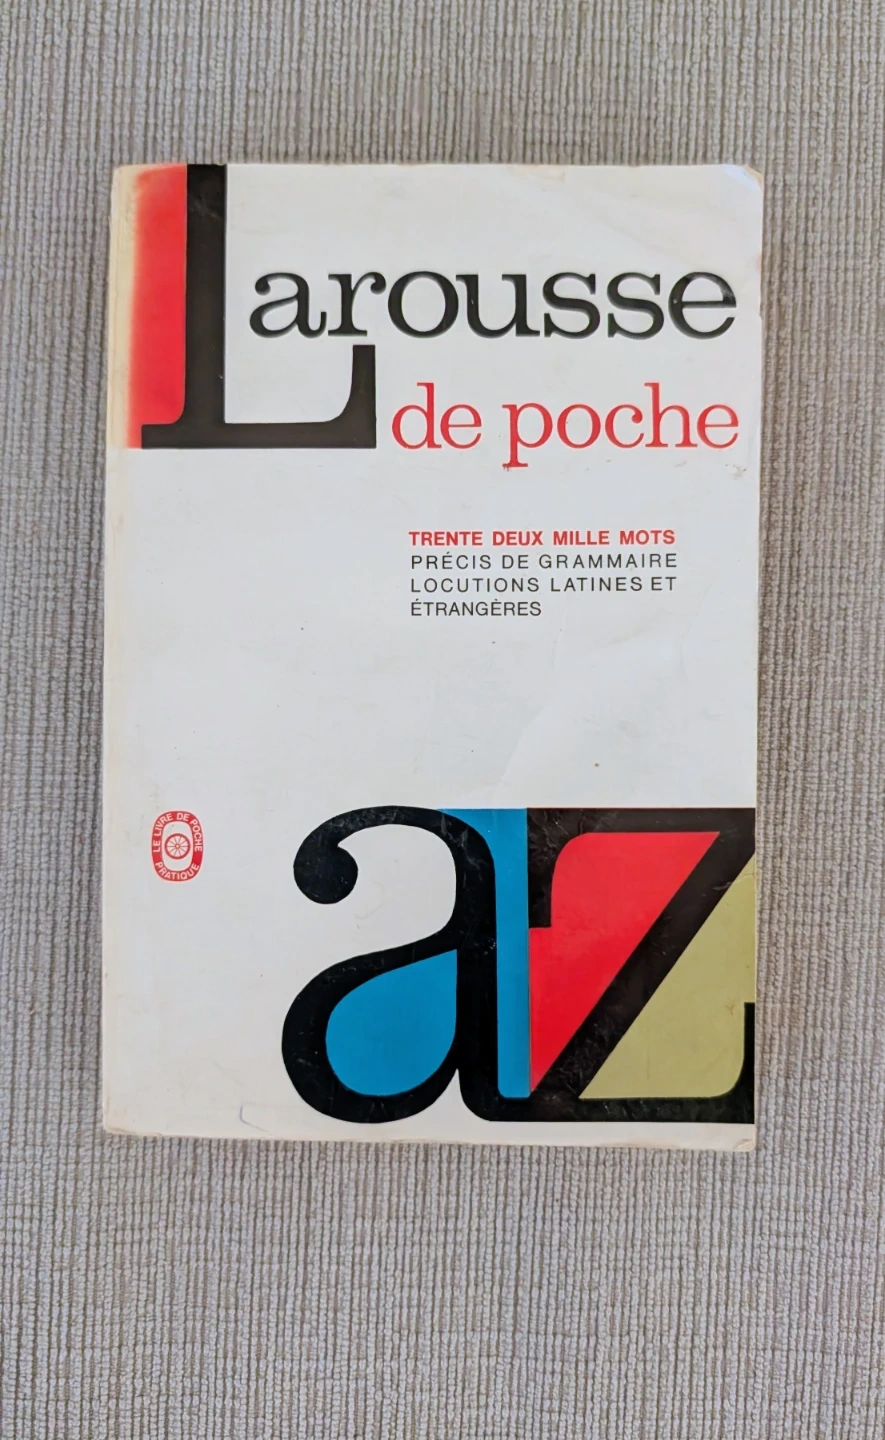 Larousse
de poche
TRENTE DEUX MILLE MOTS
PRÉCIS DE GRAMMAIRE
LOCUTIONS LATINES ET
ÉTRANGÈRES
LE LIVRE DE POCHE
PRATIQUE
az